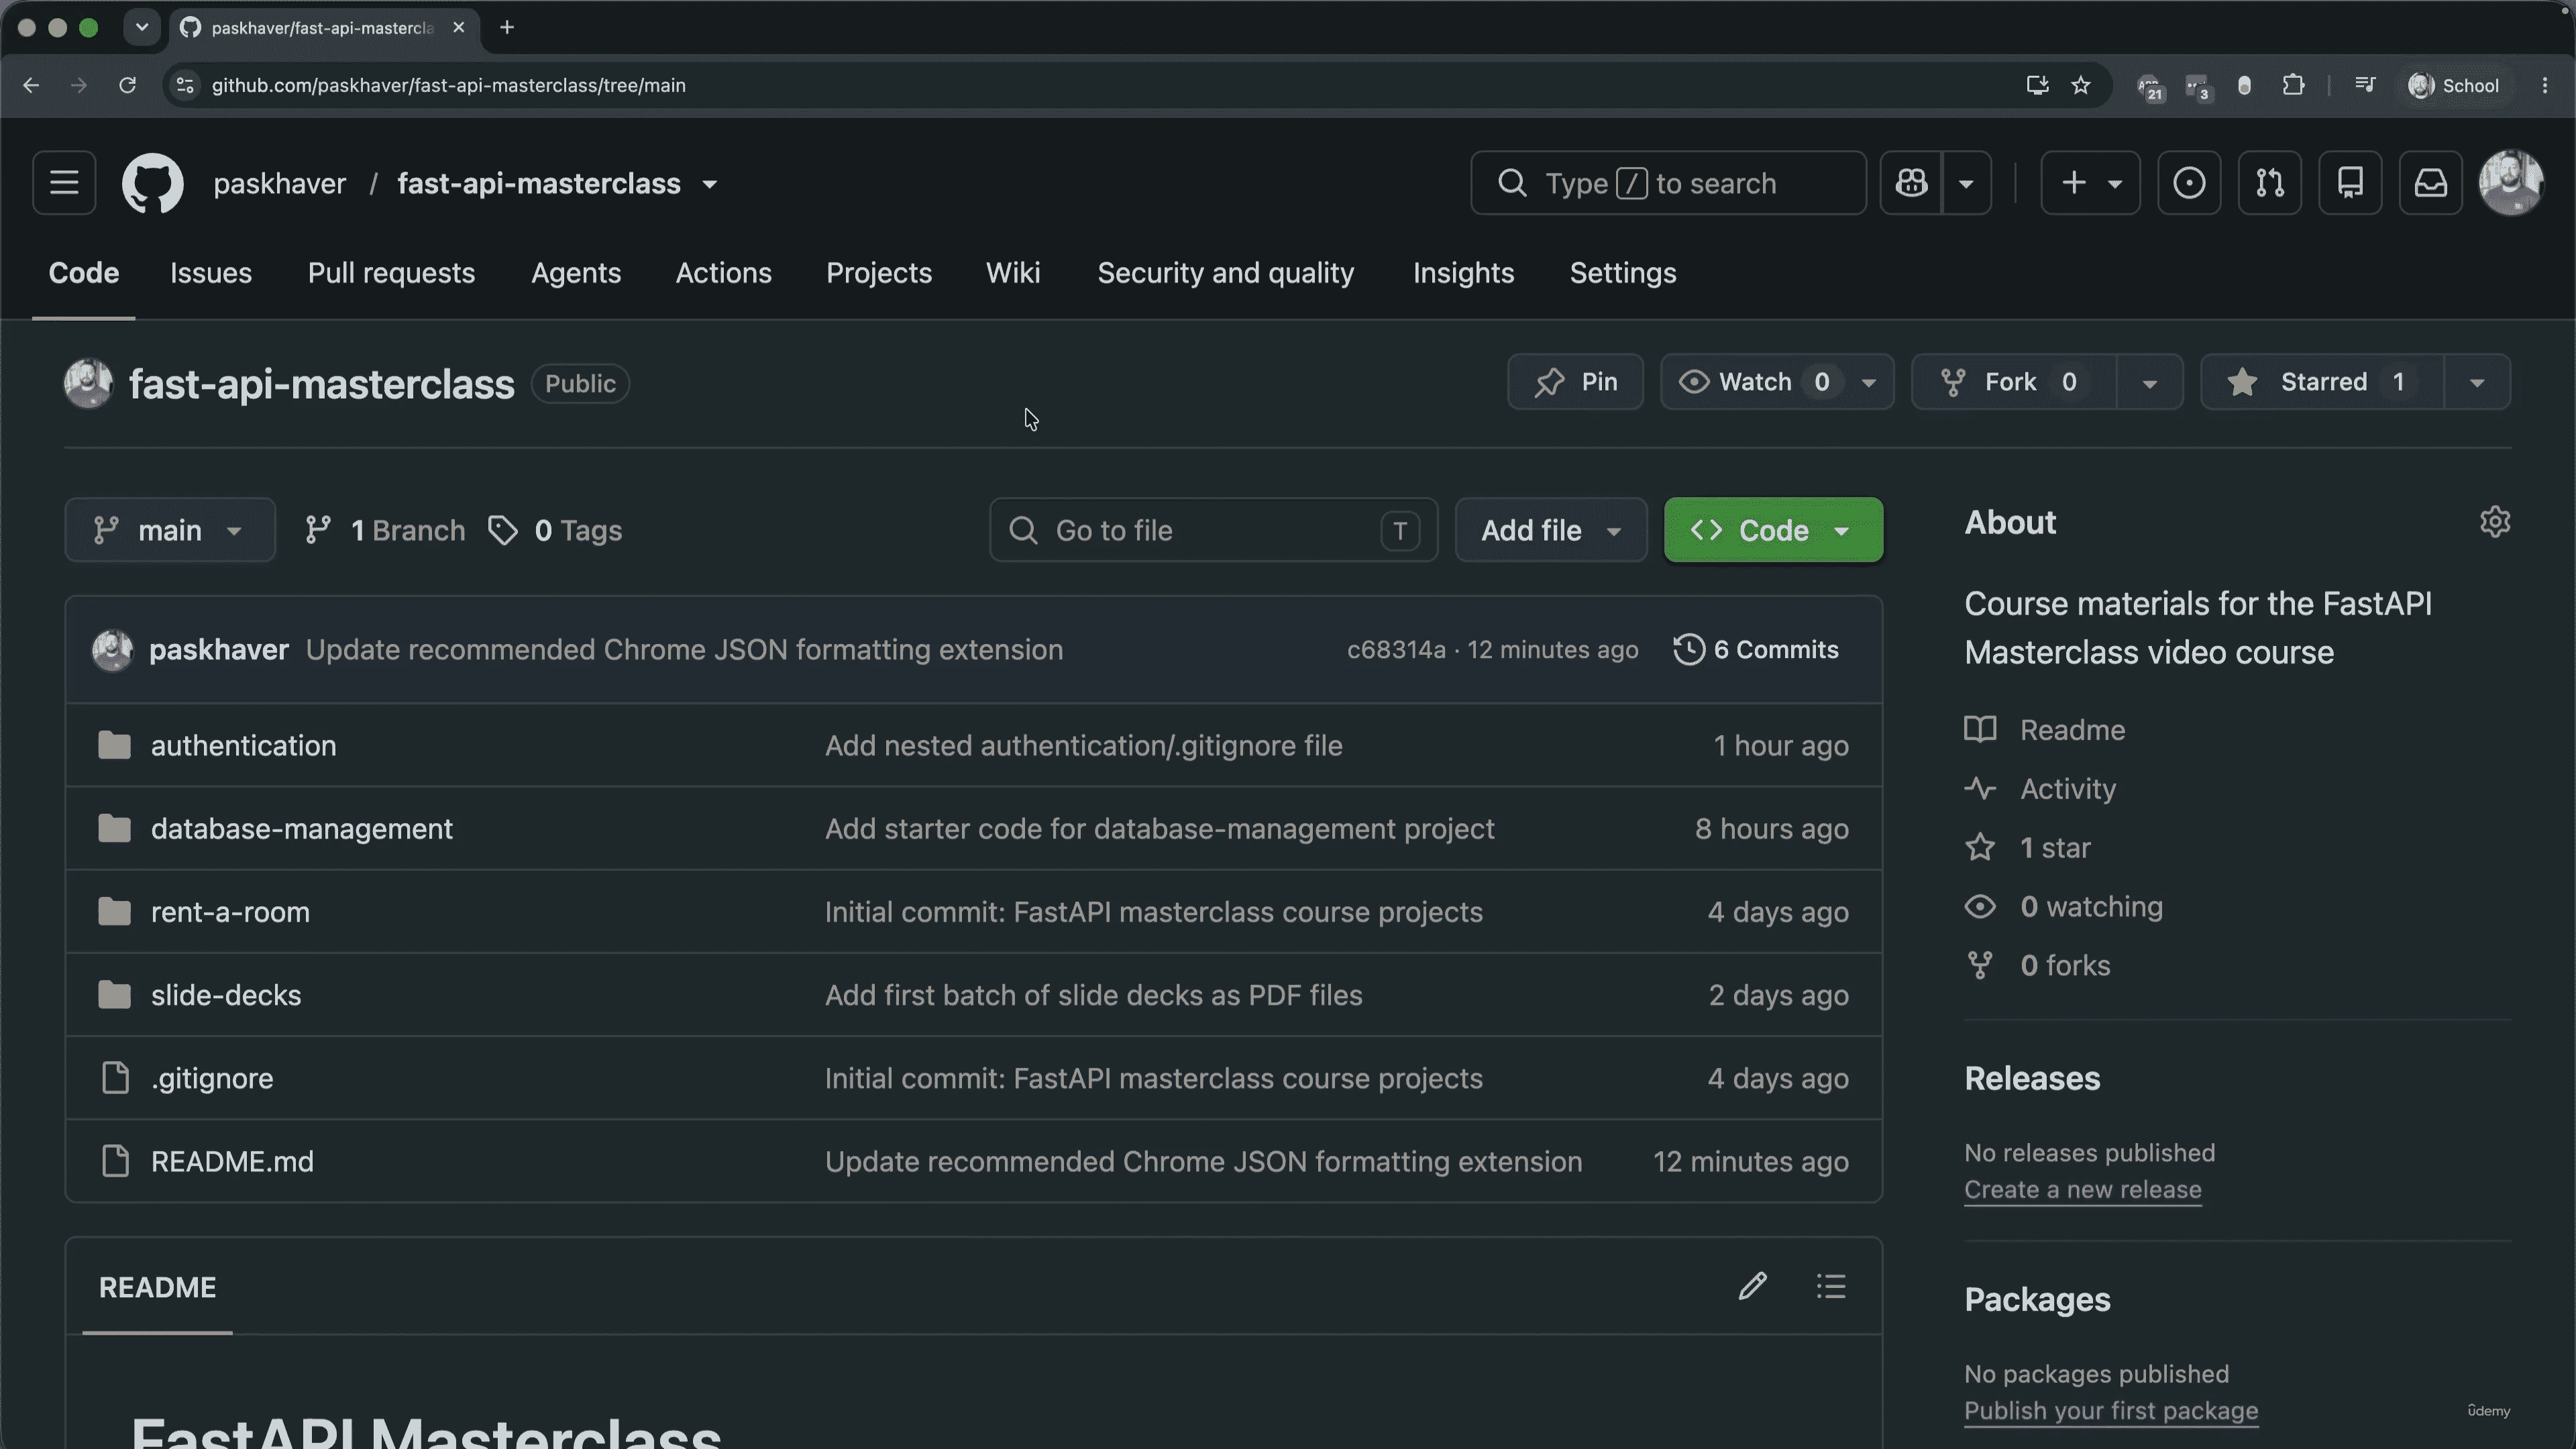 paskhaver/fast-api-mastercla
github.com/paskhaver/fast-api-masterclass/tree/main
21
3
School
paskhaver / fast-api-masterclass
Type / to search
Code Issues Pull requests Agents Actions Projects Wiki Security and quality Insights Settings
fast-api-masterclass Public
Pin
Watch 0
Fork 0
Starred 1
main
1 Branch
0 Tags
Go to file T
Add file
<> Code
paskhaver Update recommended Chrome JSON formatting extension c68314a · 12 minutes ago 6 Commits
authentication Add nested authentication/.gitignore file 1 hour ago
database-management Add starter code for database-management project 8 hours ago
rent-a-room Initial commit: FastAPI masterclass course projects 4 days ago
slide-decks Add first batch of slide decks as PDF files 2 days ago
.gitignore Initial commit: FastAPI masterclass course projects 4 days ago
README.md Update recommended Chrome JSON formatting extension 12 minutes ago
README
FastAPI Masterclass
About
Course materials for the FastAPI
Masterclass video course
Readme
Activity
1 star
0 watching
0 forks
Releases
No releases published
Create a new release
Packages
No packages published
Publish your first package
ûdemy